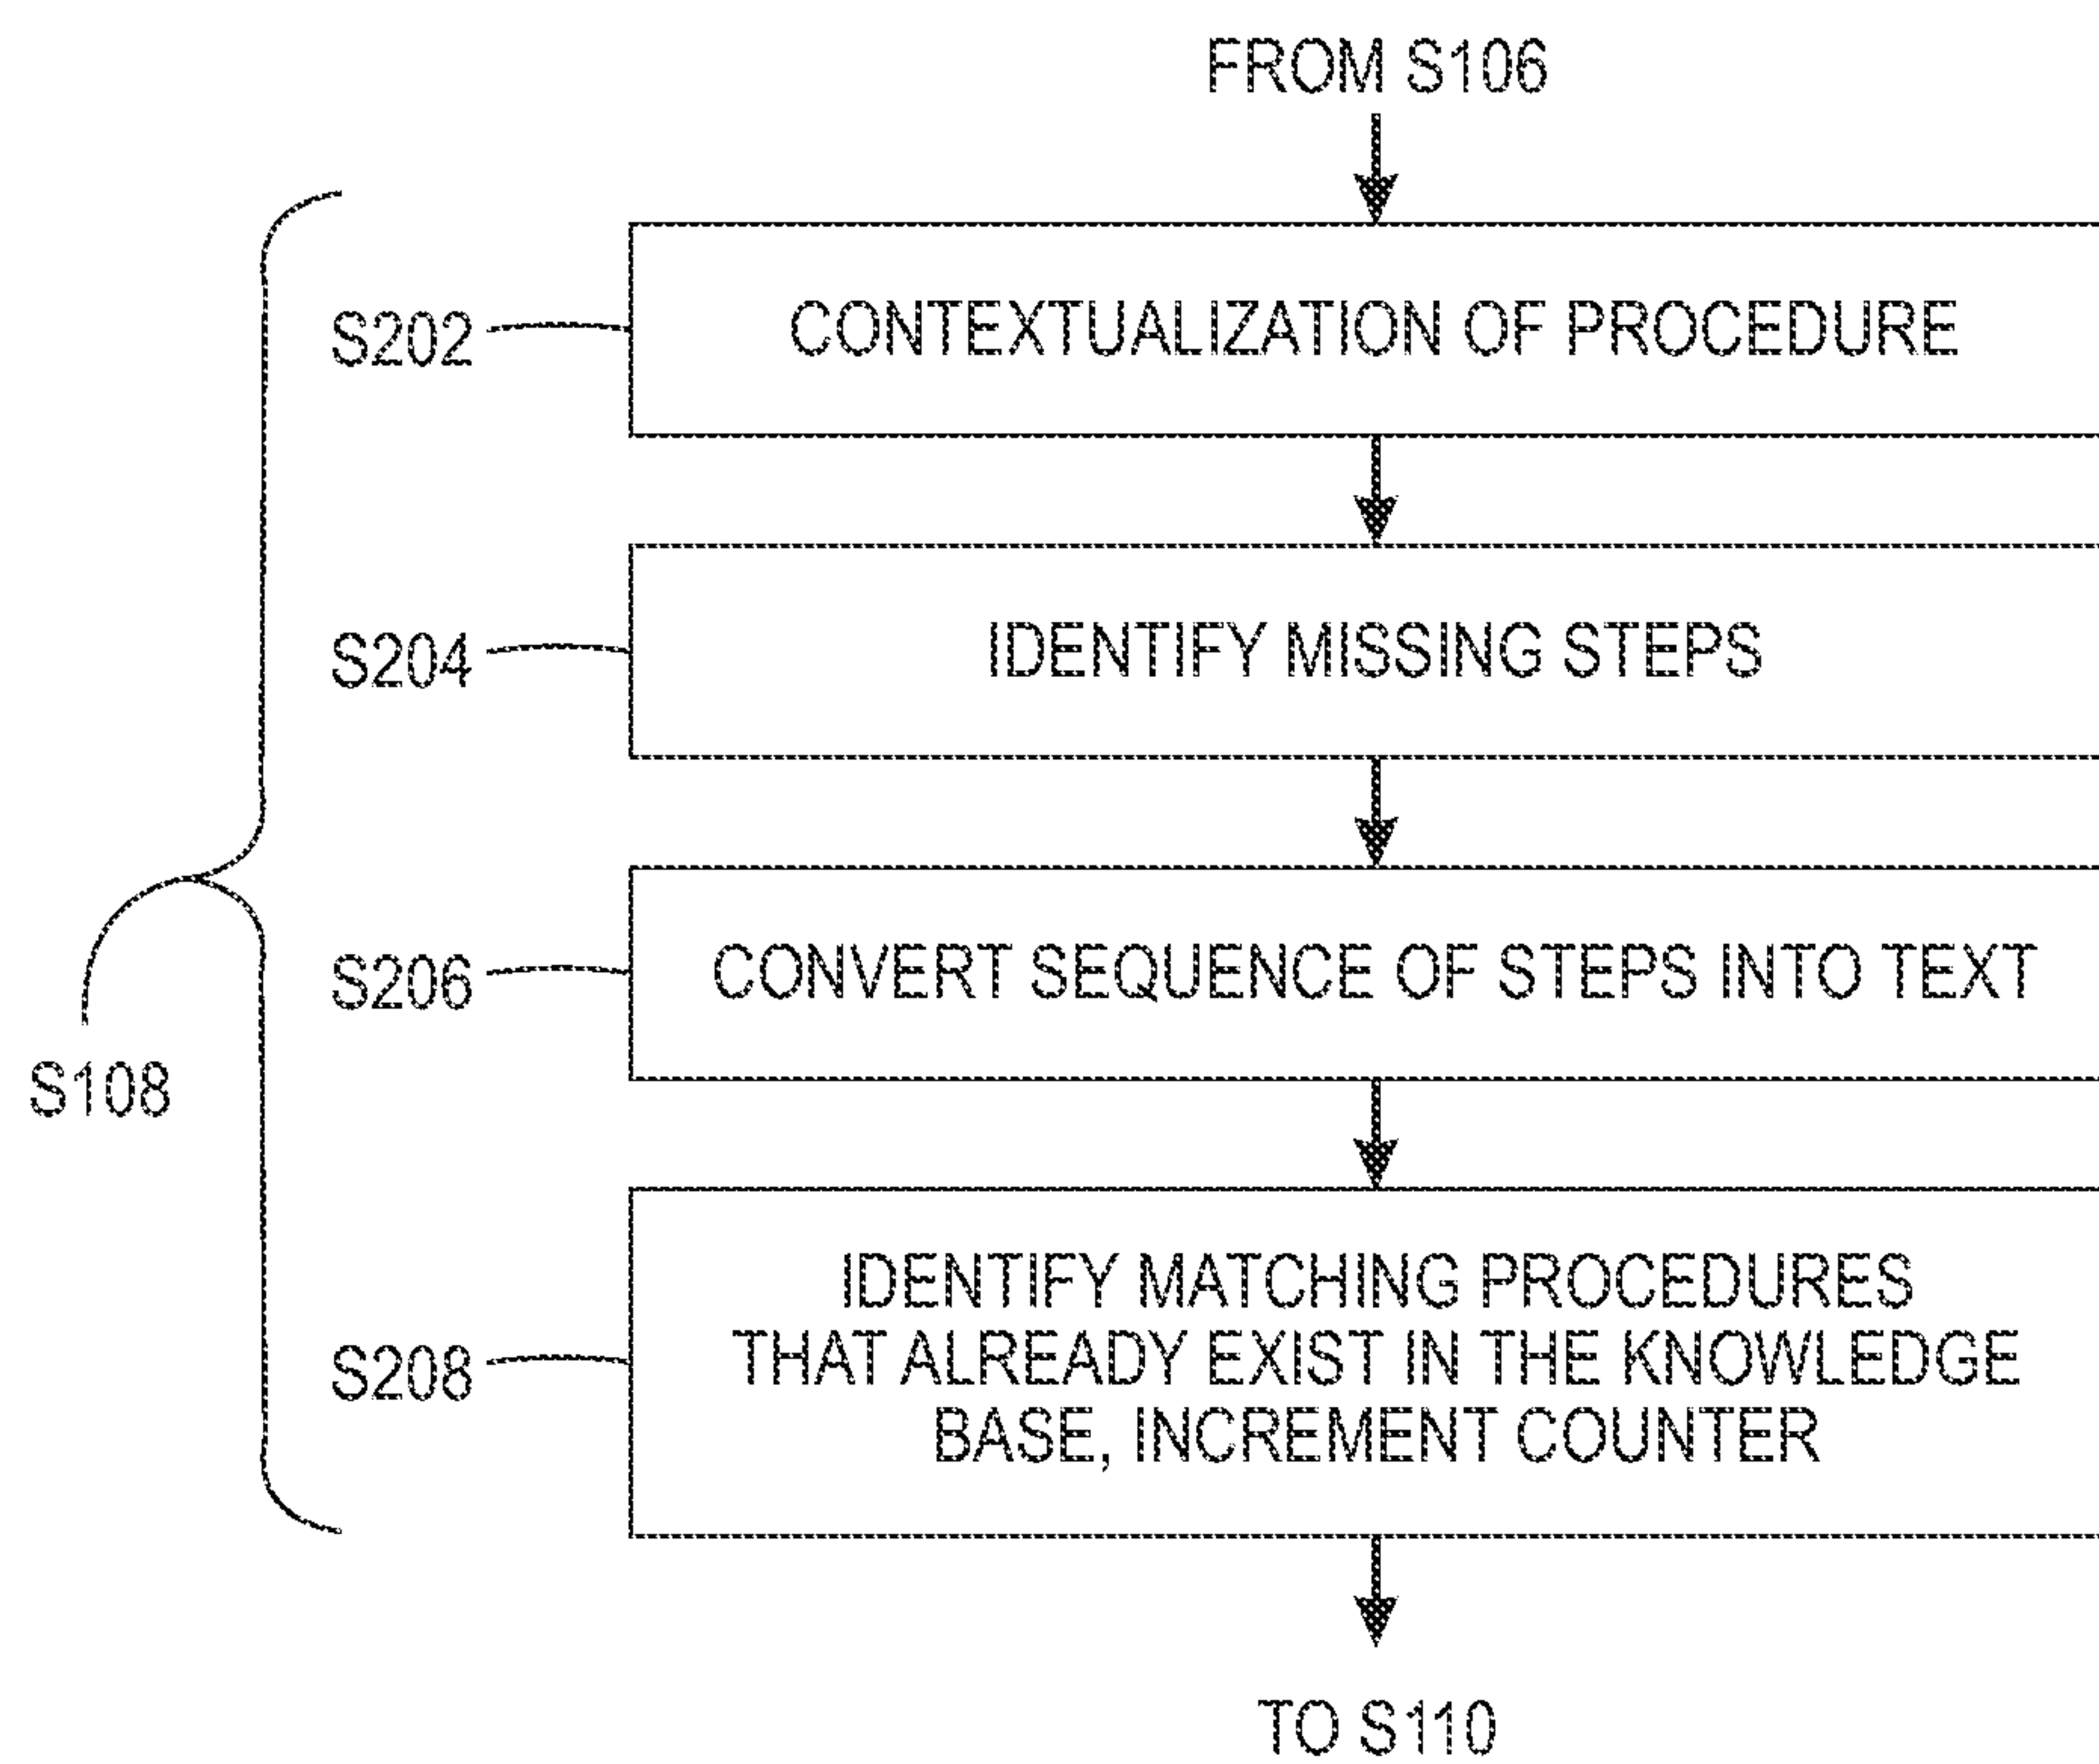 FROM S106
S202
CONTEXTUALIZATION OF PROCEDURE
S204
IDENTIFY MISSING STEPS
S206
CONVERT SEQUENCE OF STEPS INTO TEXT
S108
S208
IDENTIFY MATCHING PROCEDURES
THAT ALREADY EXIST IN THE KNOWLEDGE
BASE, INCREMENT COUNTER
TO S110